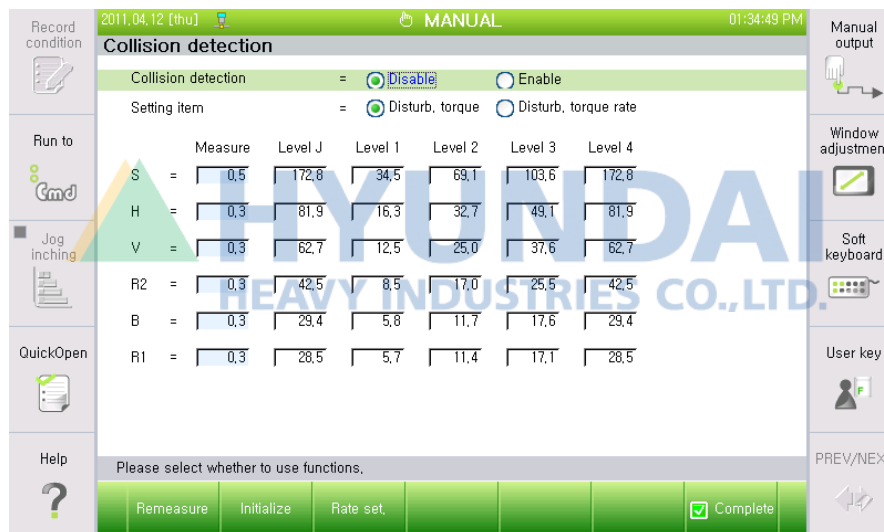 Record condition
2011,04,12 [thu]
MANUAL
01:34:49 PM
Manual output
Collision detection
Collision detection = Disable Enable
Setting item = Disturb, torque Disturb, torque rate
Run to
Cmd
Window adjustmen
Measure Level J Level 1 Level 2 Level 3 Level 4
S = 0,5 172,8 34,5 69,1 103,6 172,8
H = 0,3 81,9 16,3 32,7 49,1 81,9
V = 0,3 62,7 12,5 25,0 37,6 62,7
R2 = 0,3 42,5 8,5 17,0 25,5 42,5
B = 0,3 29,4 5,8 11,7 17,6 29,4
R1 = 0,3 28,5 5,7 11,4 17,1 28,5
HYUNDAI
HEAVY INDUSTRIES CO.,LTD.
Jog inching
Soft keyboard
QuickOpen
User key
F
Help
?
PREV/NEX
Please select whether to use functions,
Remeasure Initialize Rate set, Complete